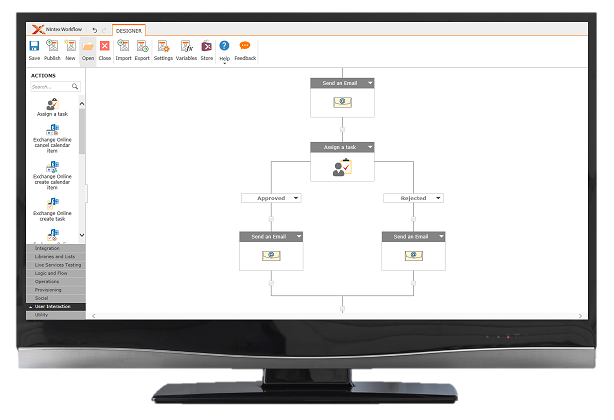 Nintex Workflow
DESIGNER
Save Publish New Open Close Import Export Settings Variables Store Help Feedback
ACTIONS
Search...
Assign a task
Exchange Online
cancel calendar
item
Exchange Online
create calendar
item
Exchange Online
create task
Integration
Libraries and Lists
Live Services Testing
Logic and Flow
Operations
Provisioning
Social
User Interaction
Utility
Send an Email
Assign a task
Approved
Rejected
Send an Email
Send an Email